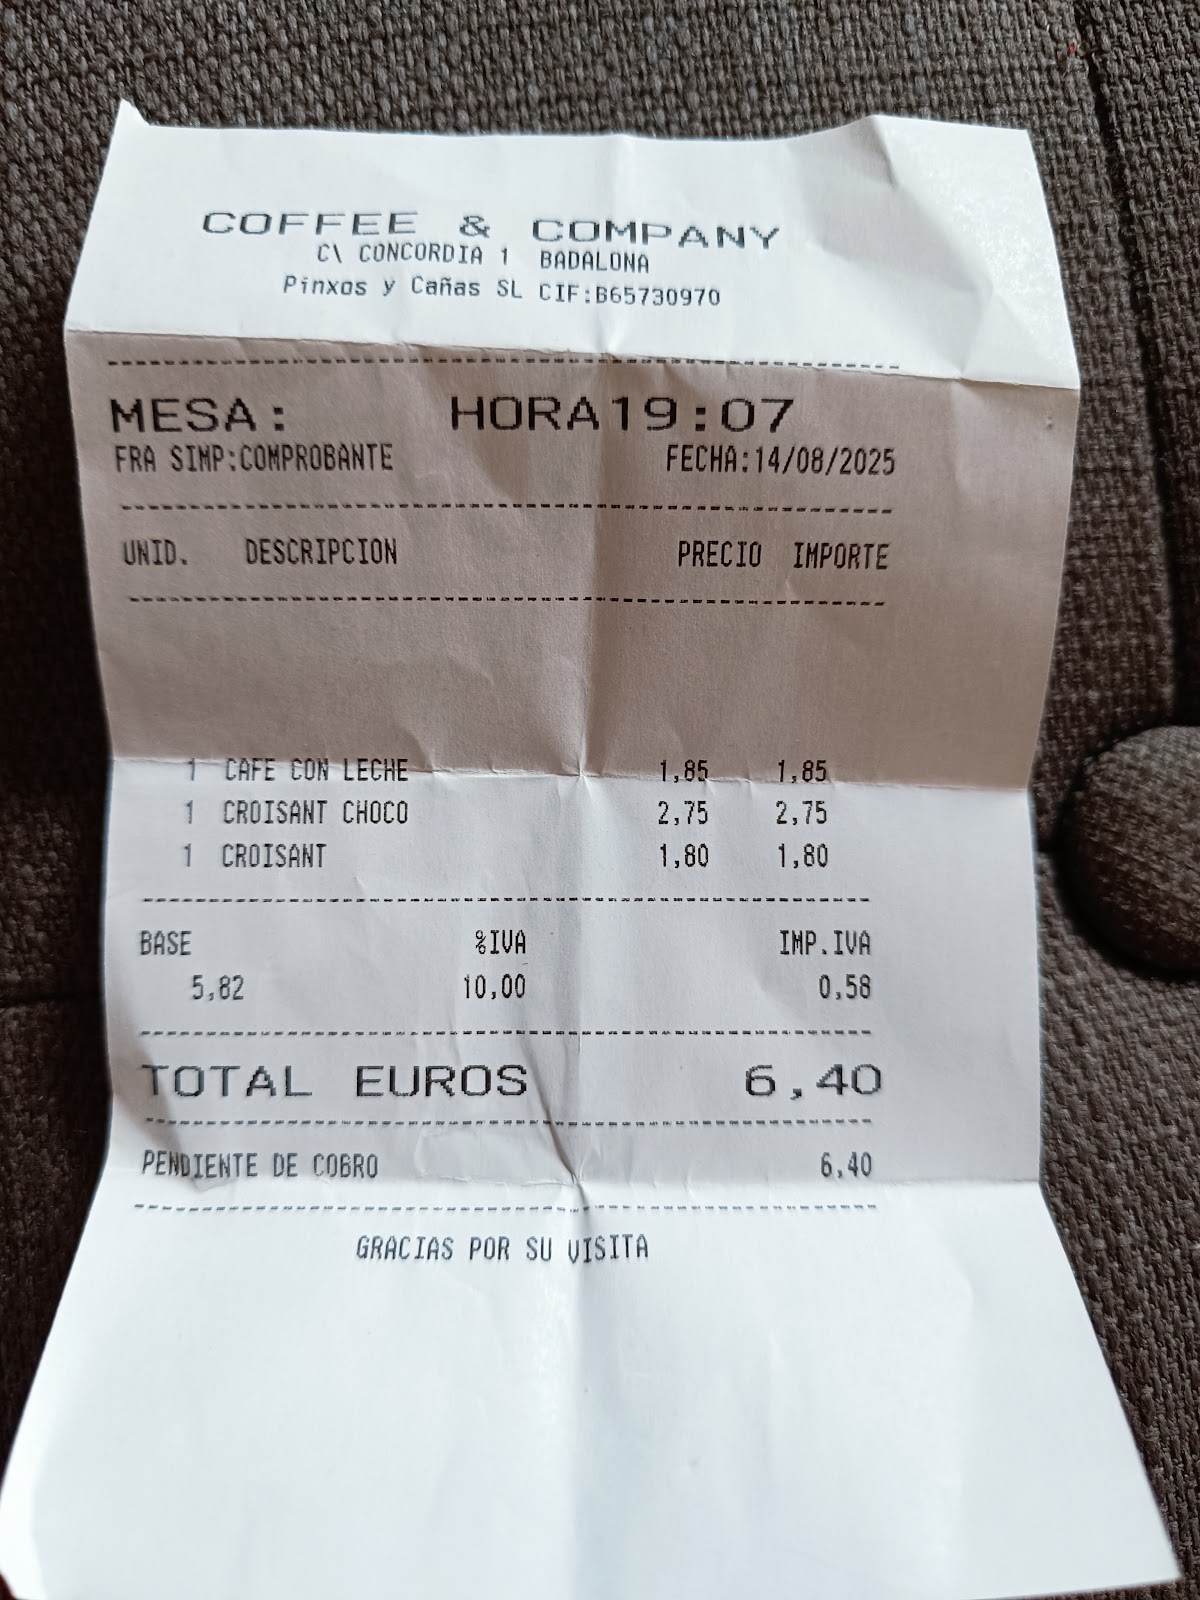 COFFEE & COMPANY
C\ CONCORDIA 1 BADALONA
Pinxos y Cañas SL CIF:B65730970
MESA: HORA19:07
FRA SIMP:COMPROBANTE FECHA:14/08/2025
UNID. DESCRIPCION PRECIO IMPORTE
1 CAFE CON LECHE 1,85 1,85
1 CROISANT CHOCO 2,75 2,75
1 CROISANT 1,80 1,80
BASE %IVA IMP.IVA
5,82 10,00 0,58
TOTAL EUROS 6,40
PENDIENTE DE COBRO 6,40
GRACIAS POR SU VISITA